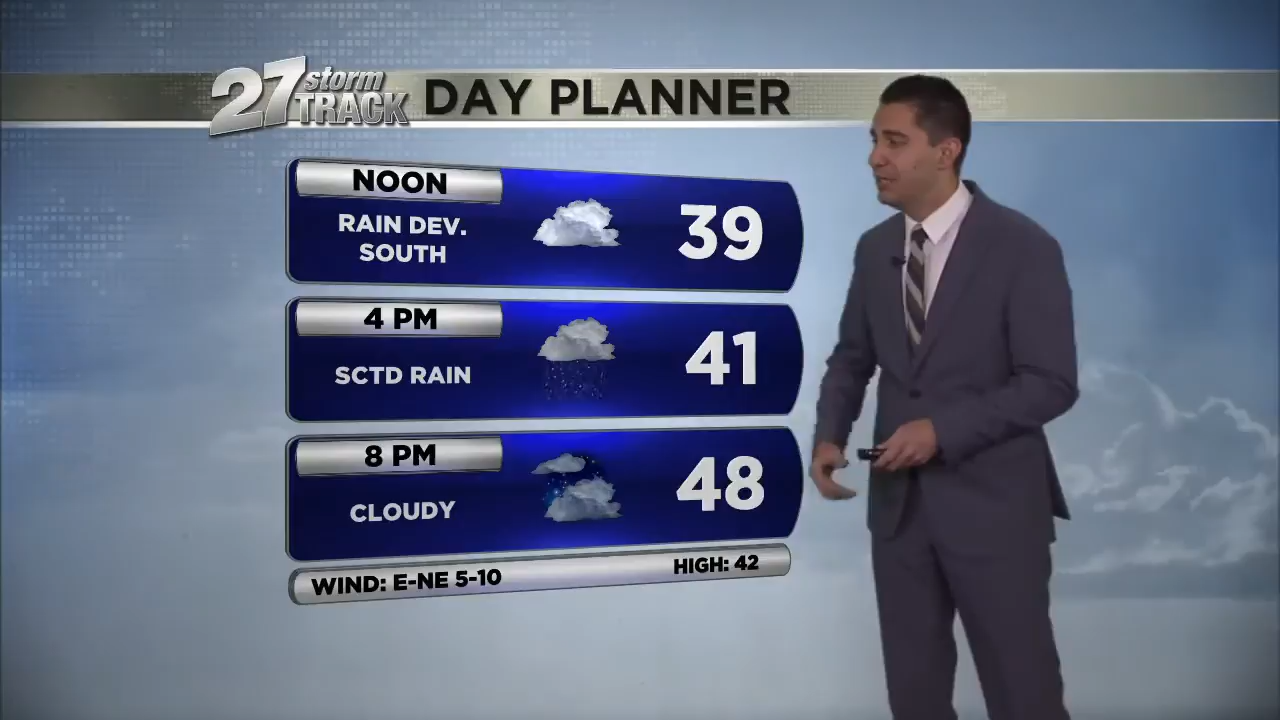 27 storm TRACK DAY PLANNER
NOON
RAIN DEV.
SOUTH
39
4 PM
SCTD RAIN
41
8 PM
CLOUDY
48
WIND: E-NE 5-10
HIGH: 42